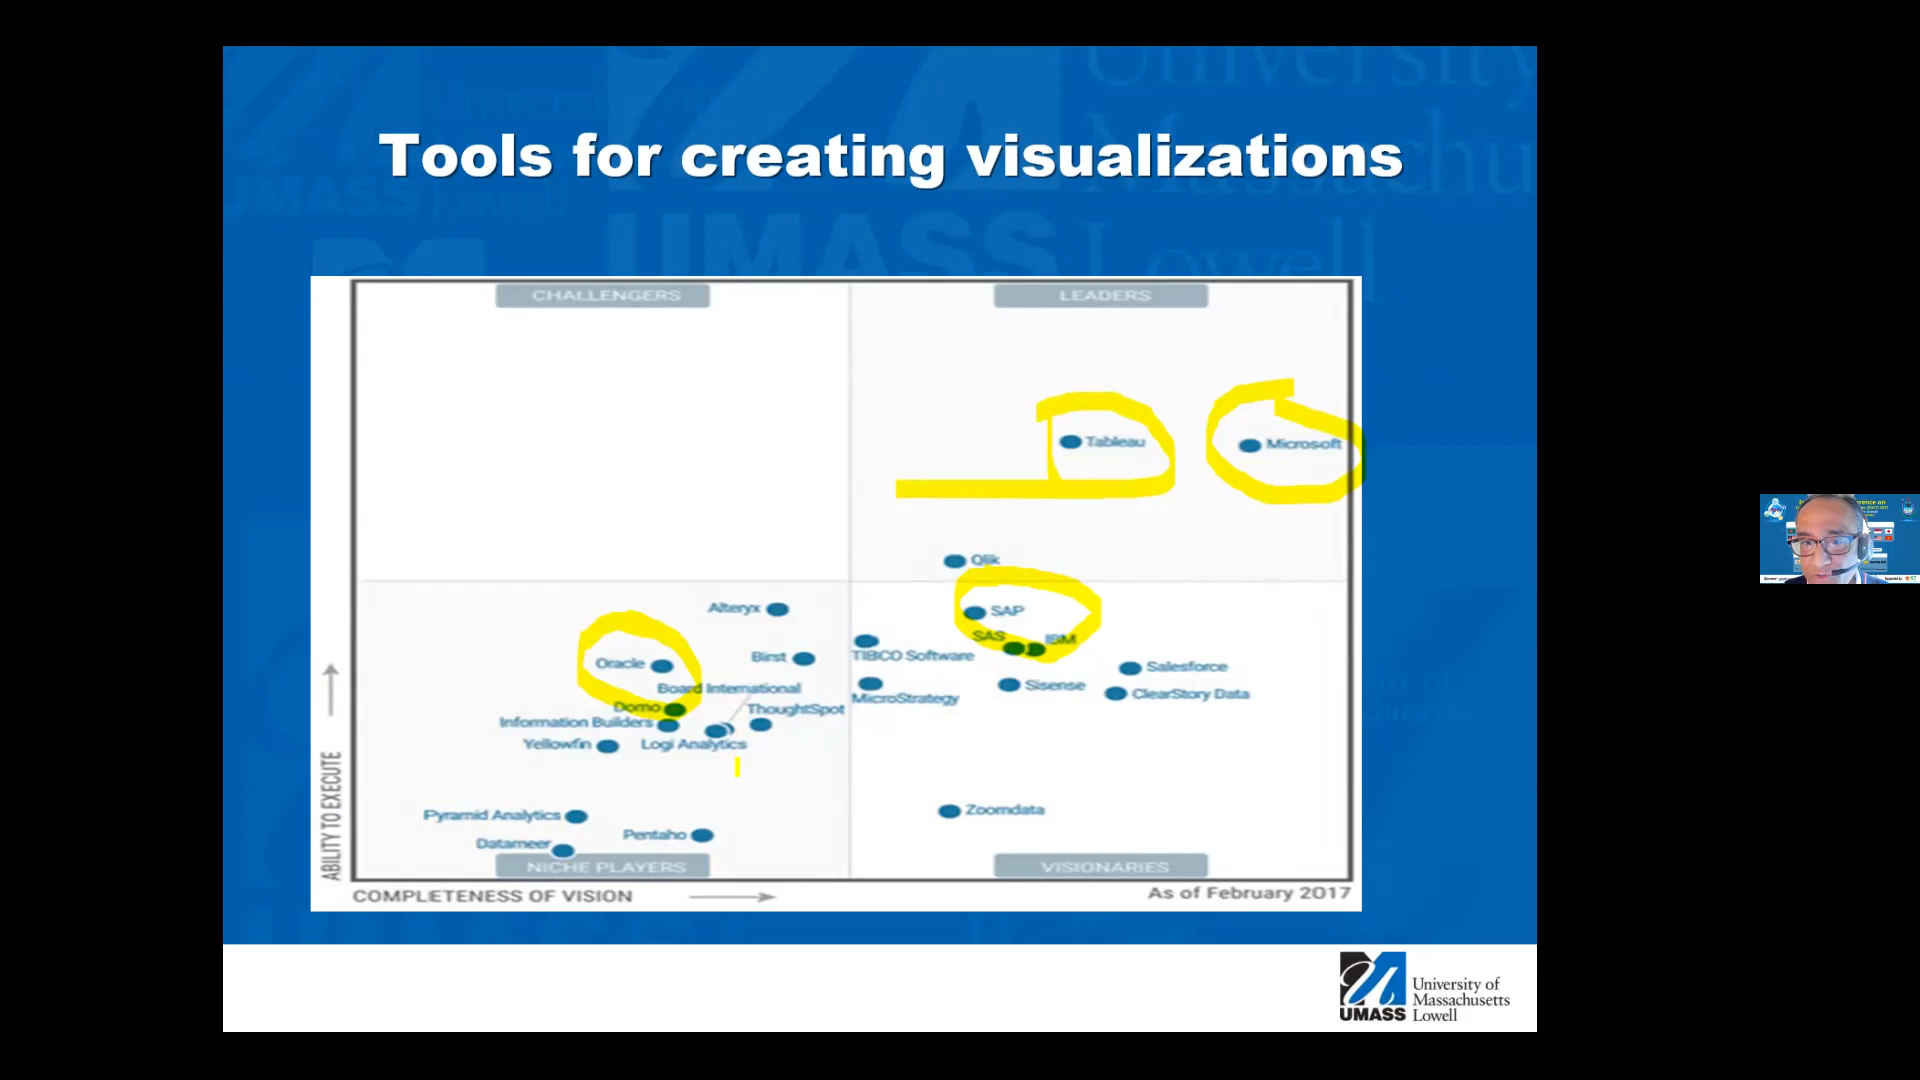 Tools for creating visualizations
CHALLENGERS
LEADERS
Tableau
Microsoft
Qlik
Alteryx
SAP
SAS
IBM
Oracle
Birst
TIBCO Software
Salesforce
Board International
Sisense
ClearStory Data
Domo
ThoughtSpot
MicroStrategy
Information Builders
Yellowfin
Logi Analytics
Pyramid Analytics
Zoomdata
Pentaho
Datameer
NICHE PLAYERS
VISIONARIES
ABILITY TO EXECUTE
COMPLETENESS OF VISION
As of February 2017
University of
Massachusetts
Lowell
UMASS